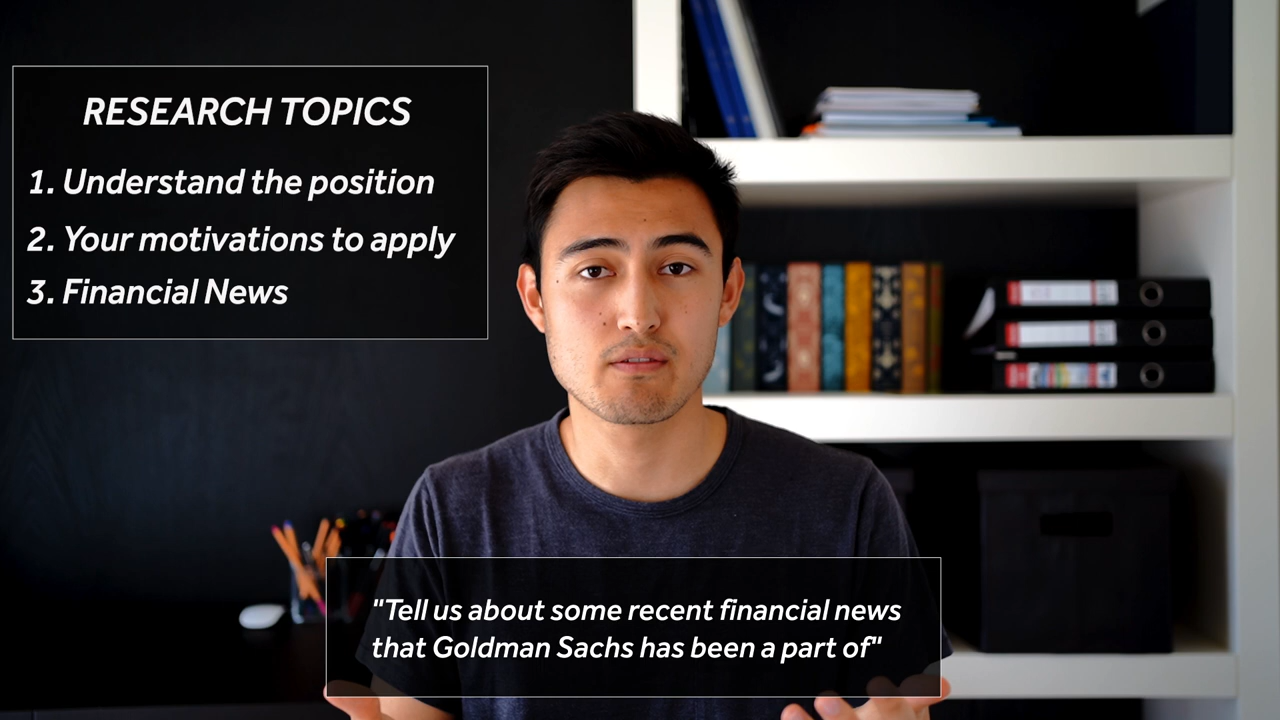 RESEARCH TOPICS
1. Understand the position
2. Your motivations to apply
3. Financial News
"Tell us about some recent financial news
that Goldman Sachs has been a part of"